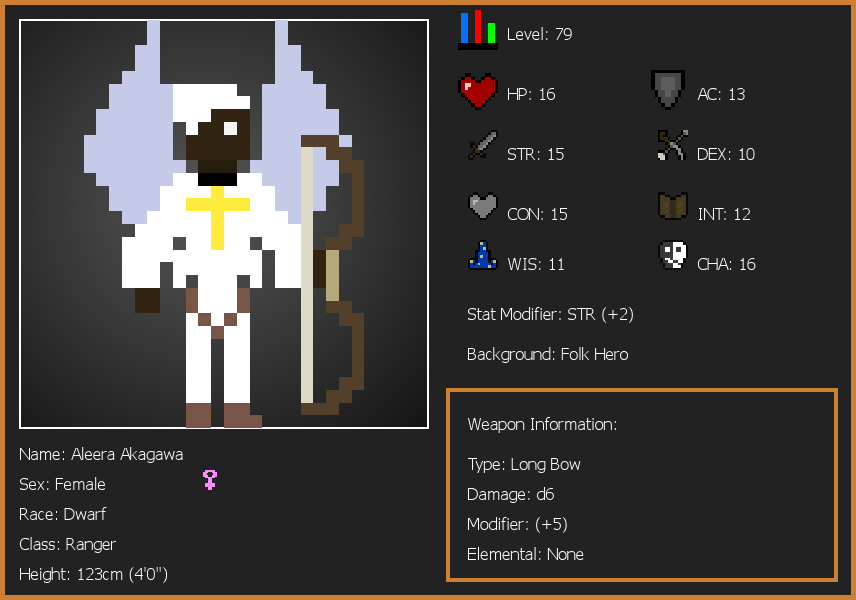 Level: 79
HP: 16
AC: 13
STR: 15
DEX: 10
CON: 15
INT: 12
WIS: 11
CHA: 16
Stat Modifier: STR (+2)
Background: Folk Hero
Weapon Information:
Type: Long Bow
Damage: d6
Modifier: (+5)
Elemental: None
Name: Aleera Akagawa
Sex: Female
Race: Dwarf
Class: Ranger
Height: 123cm (4'0")